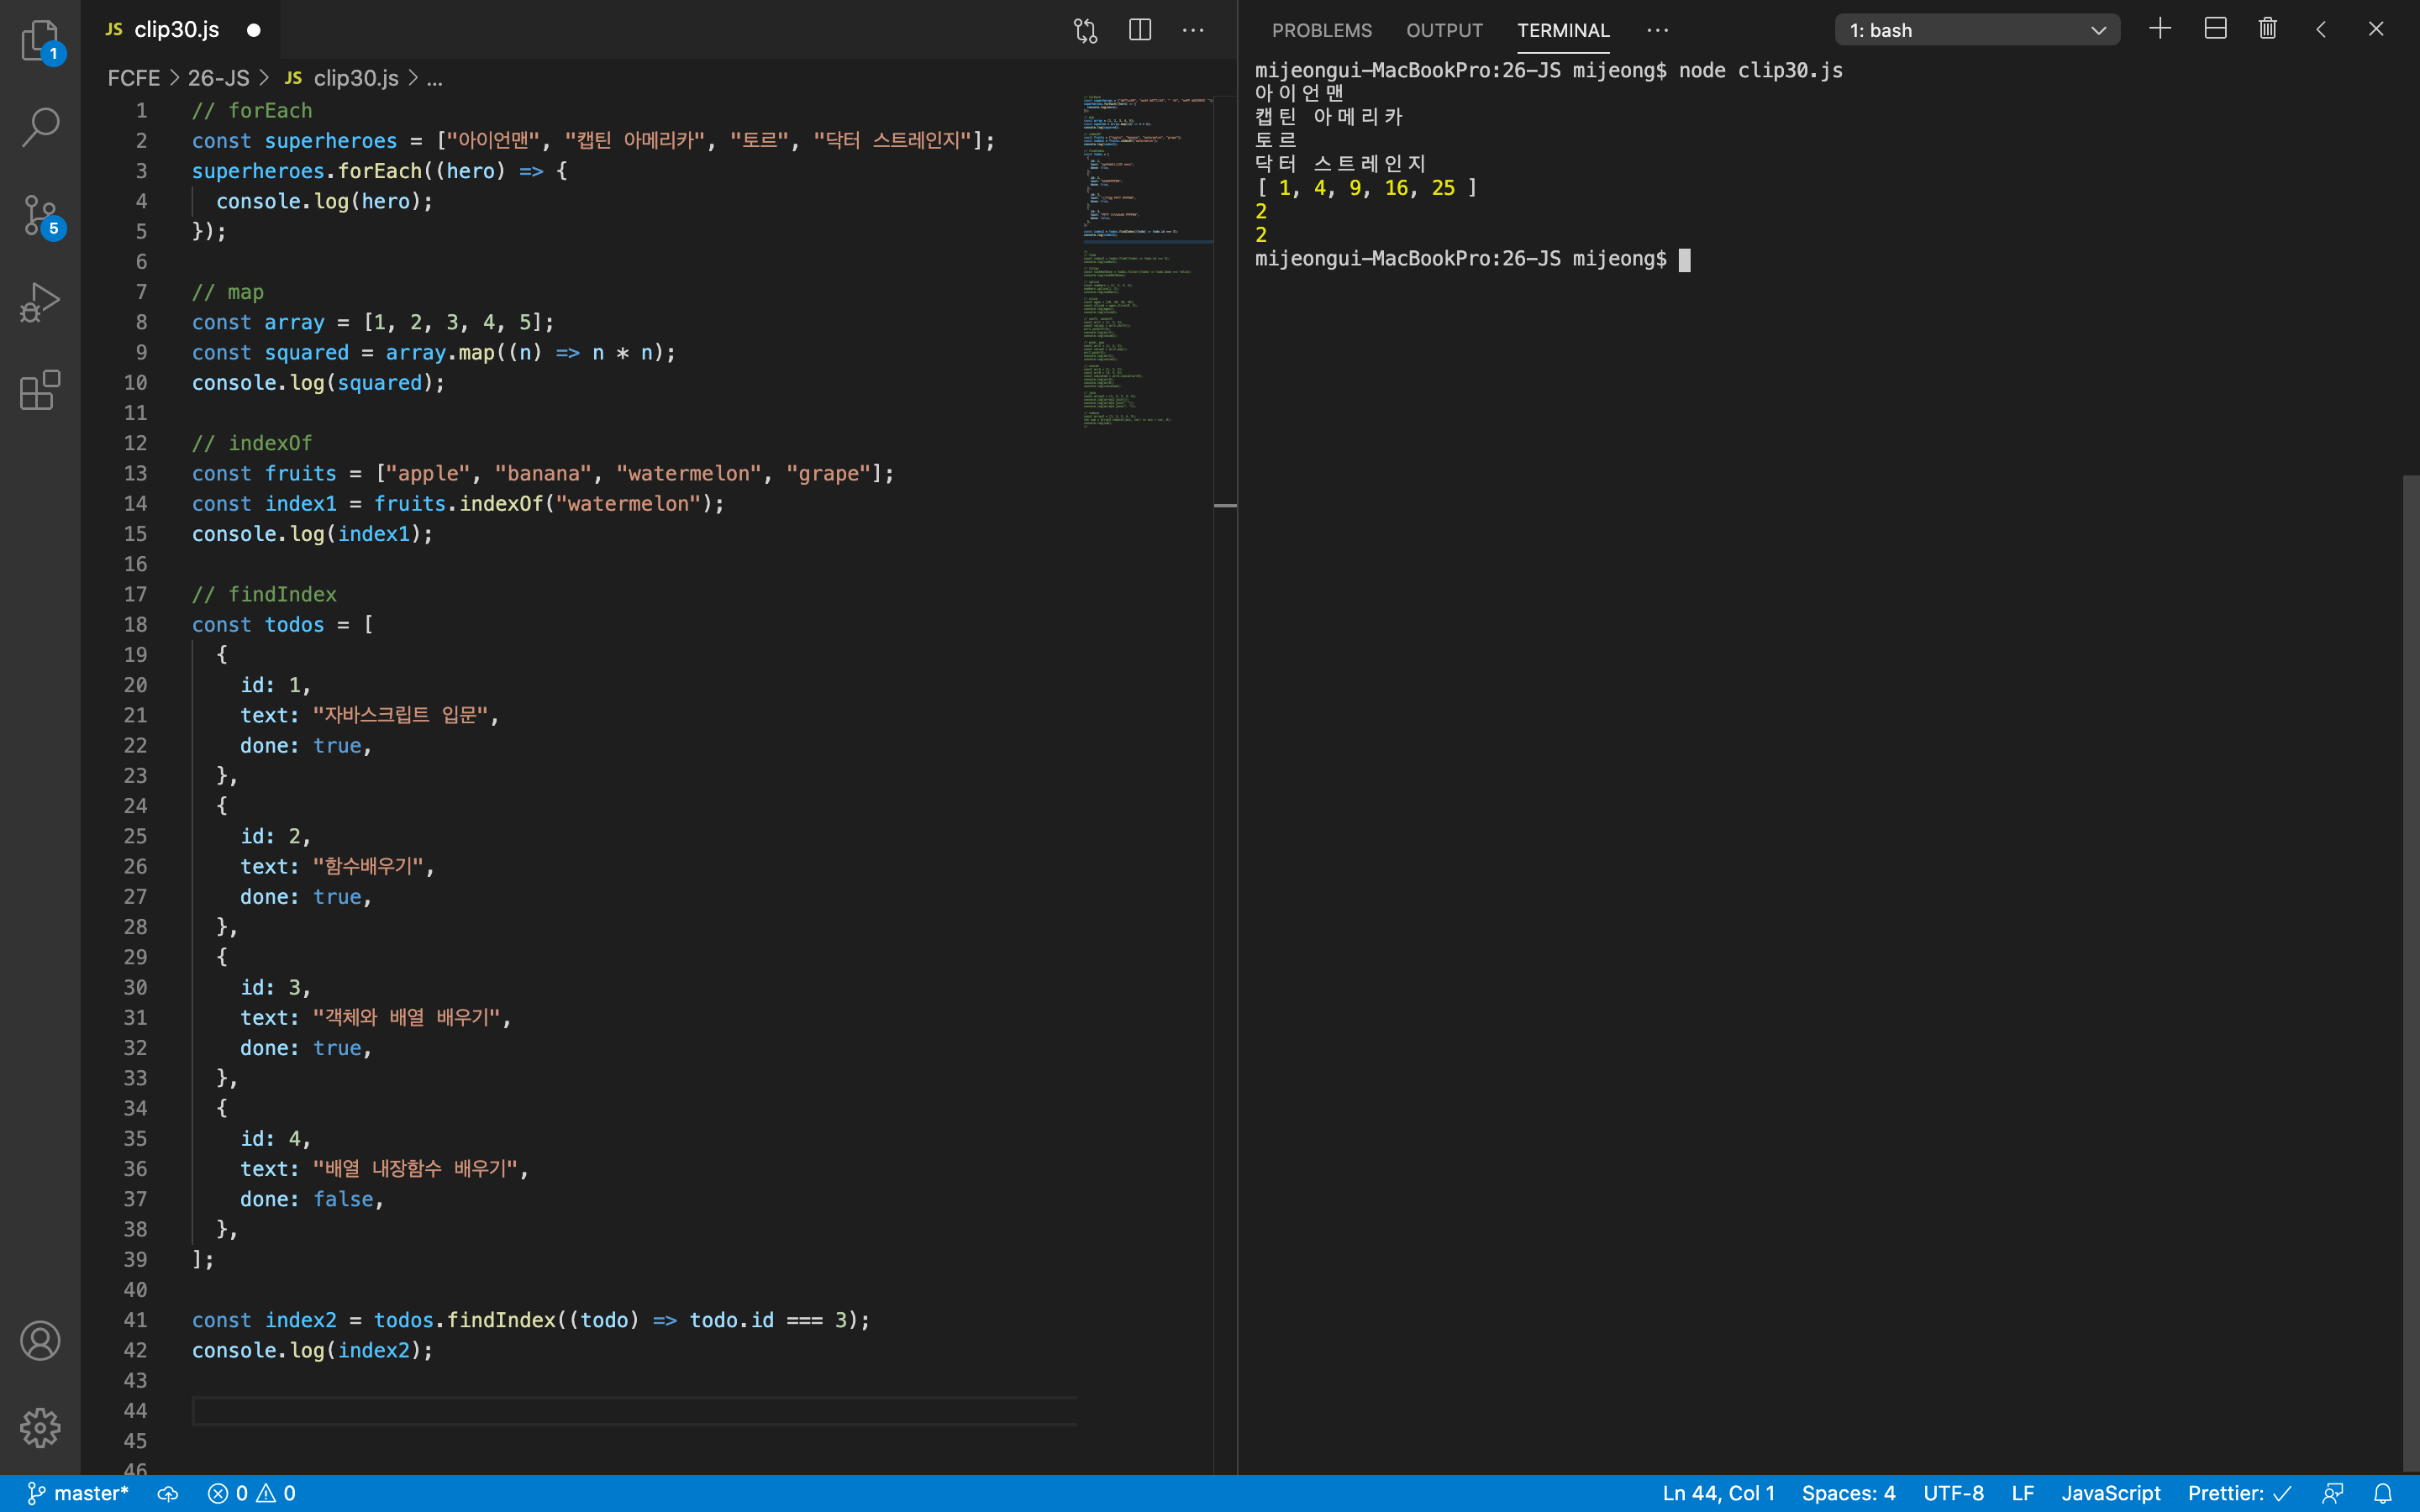 1
5
JS clip30.js
FCFE > 26-JS > JS clip30.js > ...
1 // forEach
2 const superheroes = ["아이언맨", "캡틴 아메리카", "토르", "닥터 스트레인지"];
3 superheroes.forEach((hero) => {
4 console.log(hero);
5 });
6
7 // map
8 const array = [1, 2, 3, 4, 5];
9 const squared = array.map((n) => n * n);
10 console.log(squared);
11
12 // indexOf
13 const fruits = ["apple", "banana", "watermelon", "grape"];
14 const index1 = fruits.indexOf("watermelon");
15 console.log(index1);
16
17 // findIndex
18 const todos = [
19 {
20 id: 1,
21 text: "자바스크립트 입문",
22 done: true,
23 },
24 {
25 id: 2,
26 text: "함수배우기",
27 done: true,
28 },
29 {
30 id: 3,
31 text: "객체와 배열 배우기",
32 done: true,
33 },
34 {
35 id: 4,
36 text: "배열 내장함수 배우기",
37 done: false,
38 },
39 ];
40
41 const index2 = todos.findIndex((todo) => todo.id === 3);
42 console.log(index2);
43
44
45
46
PROBLEMS OUTPUT TERMINAL ... 1: bash
mijeongui-MacBookPro:26-JS mijeong$ node clip30.js
아이언맨
캡틴 아메리카
토르
닥터 스트레인지
[ 1, 4, 9, 16, 25 ]
2
2
mijeongui-MacBookPro:26-JS mijeong$
master* 0 0 Ln 44, Col 1 Spaces: 4 UTF-8 LF JavaScript Prettier: ✓